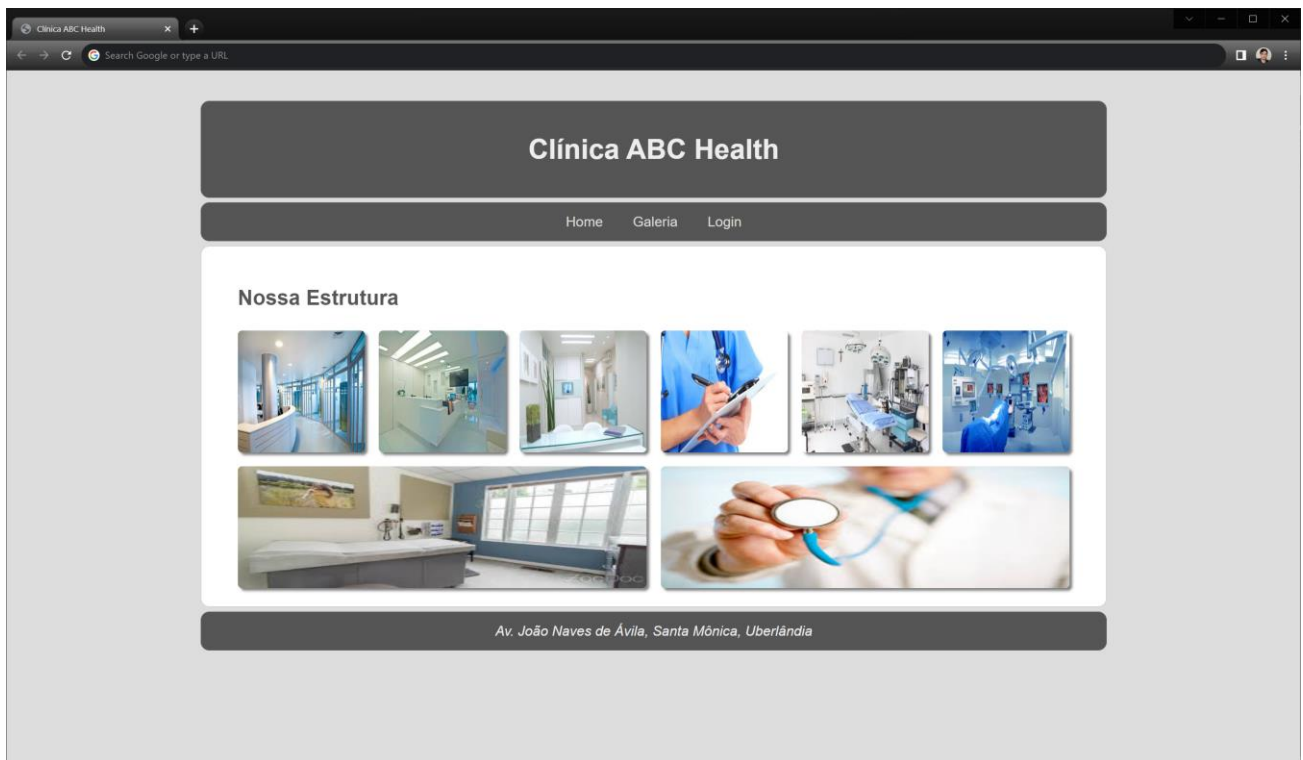 Clínica ABC Health
Search Google or type a URL
Clínica ABC Health
Home Galeria Login
Nossa Estrutura
ZocDoc
Av. João Naves de Ávila, Santa Mônica, Uberlândia